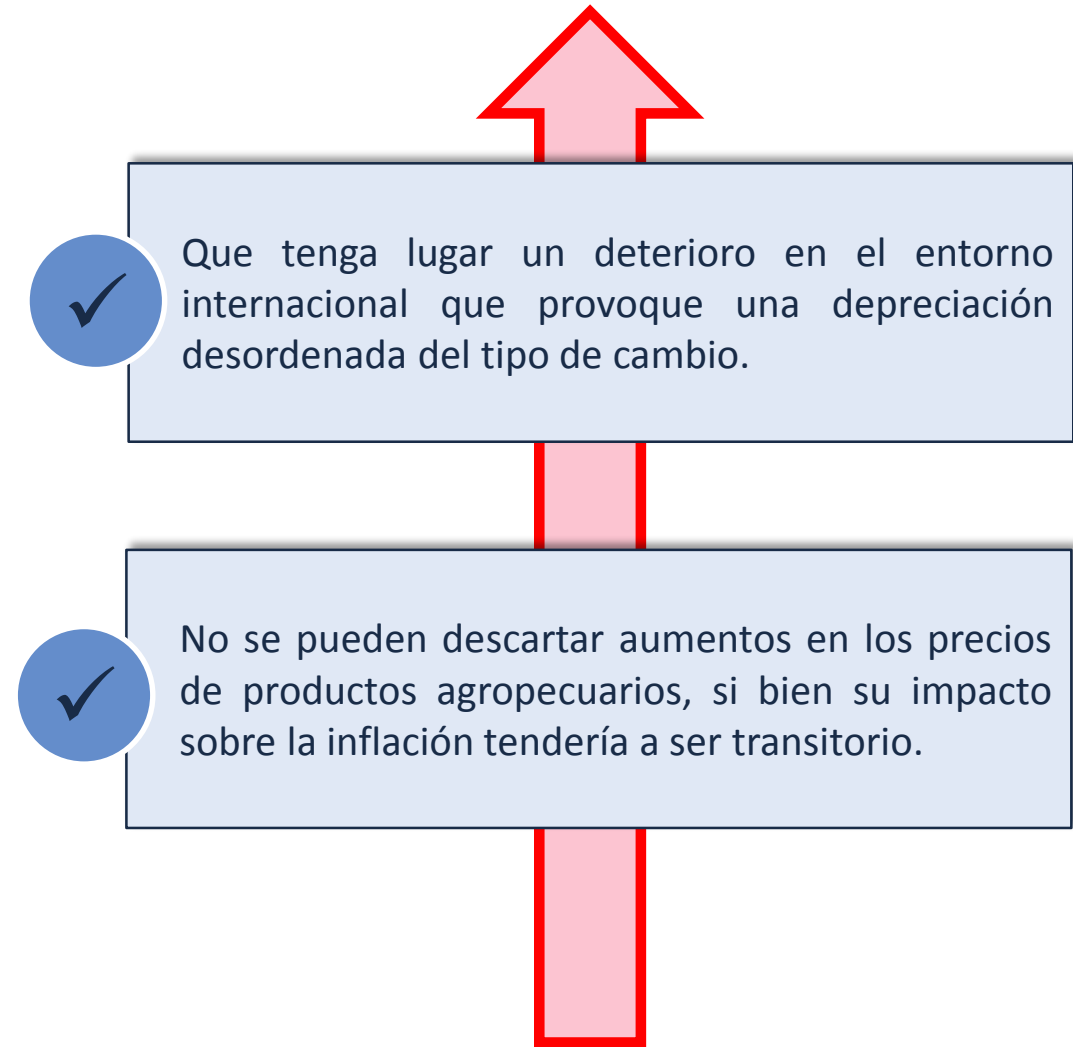 Que tenga lugar un deterioro en el entorno
internacional que provoque una depreciación
desordenada del tipo de cambio.
No se pueden descartar aumentos en los precios
de productos agropecuarios, si bien su impacto
sobre la inflación tendería a ser transitorio.